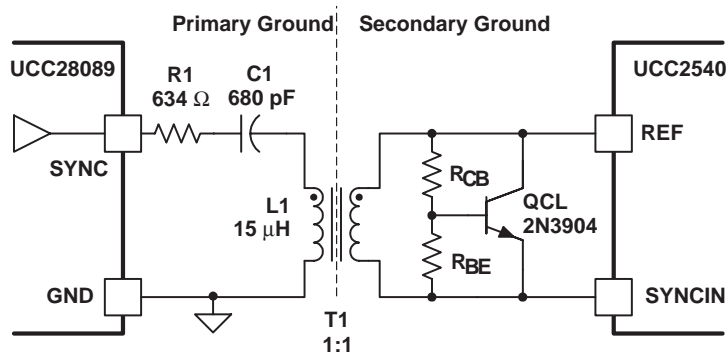 Primary Ground
Secondary Ground
UCC28089
R1
634 Ω
C1
680 pF
UCC2540
SYNC
REF
L1
15 μH
RCB
QCL
2N3904
RBE
GND
SYNCIN
T1
1:1